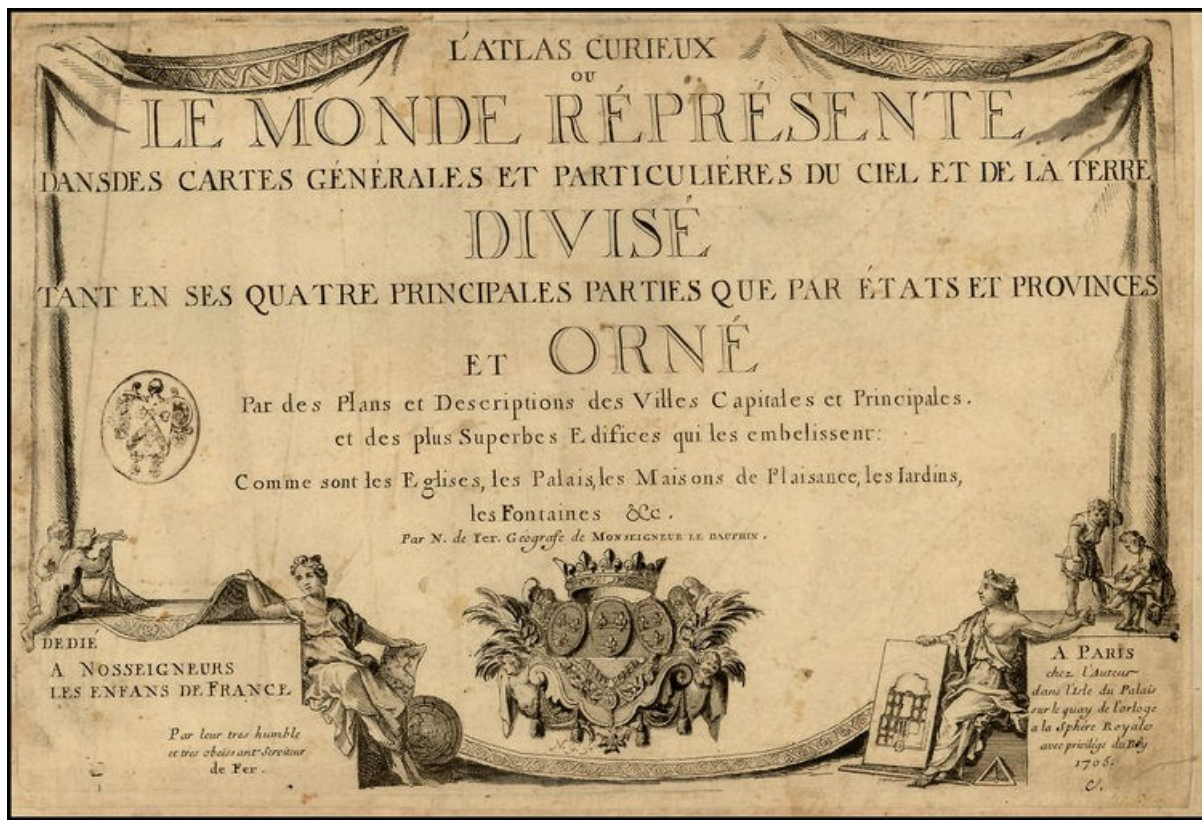 L'ATLAS CURIEUX
OU
LE MONDE RÉPRÉSENTE
DANSDES CARTES GÉNÉRALES ET PARTICULIÉRES DU CIEL ET DE LA TERRE
DIVISÉ
TANT EN SES QUATRE PRINCIPALES PARTIES QUE PAR ÉTATS ET PROVINCES
ET ORNÉ
Par des Plans et Descriptions des Villes Capitales et Principales.
et des plus Superbes Edifices qui les embelissent:
Comme sont les Eglises, les Palais, les Maisons de Plaisance, les Iardins,
les Fontaines &c.
Par N. de Fer. Geografe de MONSEIGNEUR LE DAUPHIN.
DEDIÉ
A NOSSEIGNEURS
LES ENFANS DE FRANCE
Par leur tres humble
et tres obeissant Serviteur
de Fer.
A PARIS
chez l'Auteur
dans l'Isle du Palais
sur le quay de l'orloge
a la Sphére Royale
avec privilége du Roy
1705.